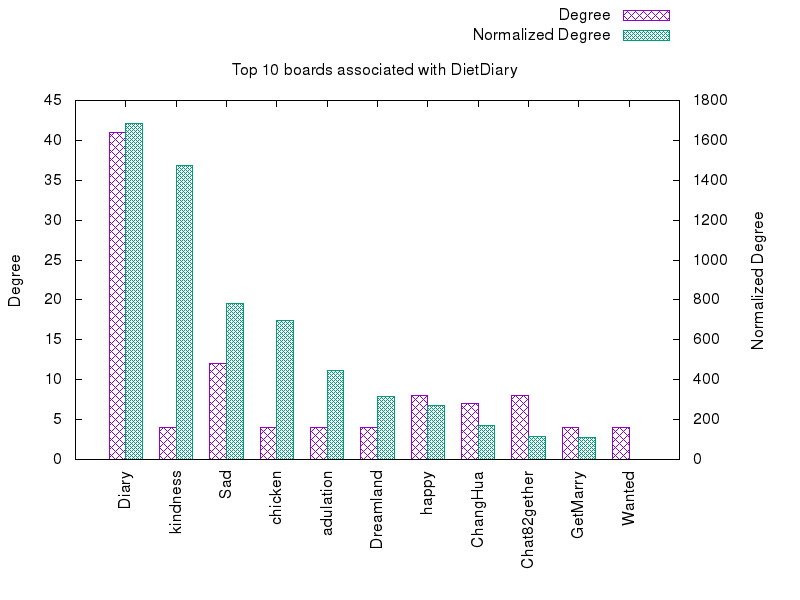 Degree
Normalized Degree
Top 10 boards associated with DietDiary
45 1800
40 1600
35 1400
30 1200
25 1000
20 800
15 600
10 400
5 200
0 0
Degree
Normalized Degree
Diary
kindness
Sad
chicken
adulation
Dreamland
happy
ChangHua
Chat82gether
GetMarry
Wanted